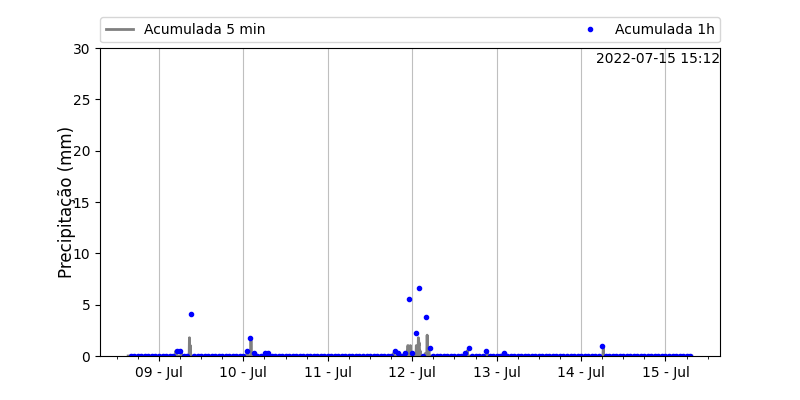 Acumulada 5 min
Acumulada 1h
2022-07-15 15:12
Precipitação (mm)
30
25
20
15
10
5
0
09 - Jul
10 - Jul
11 - Jul
12 - Jul
13 - Jul
14 - Jul
15 - Jul